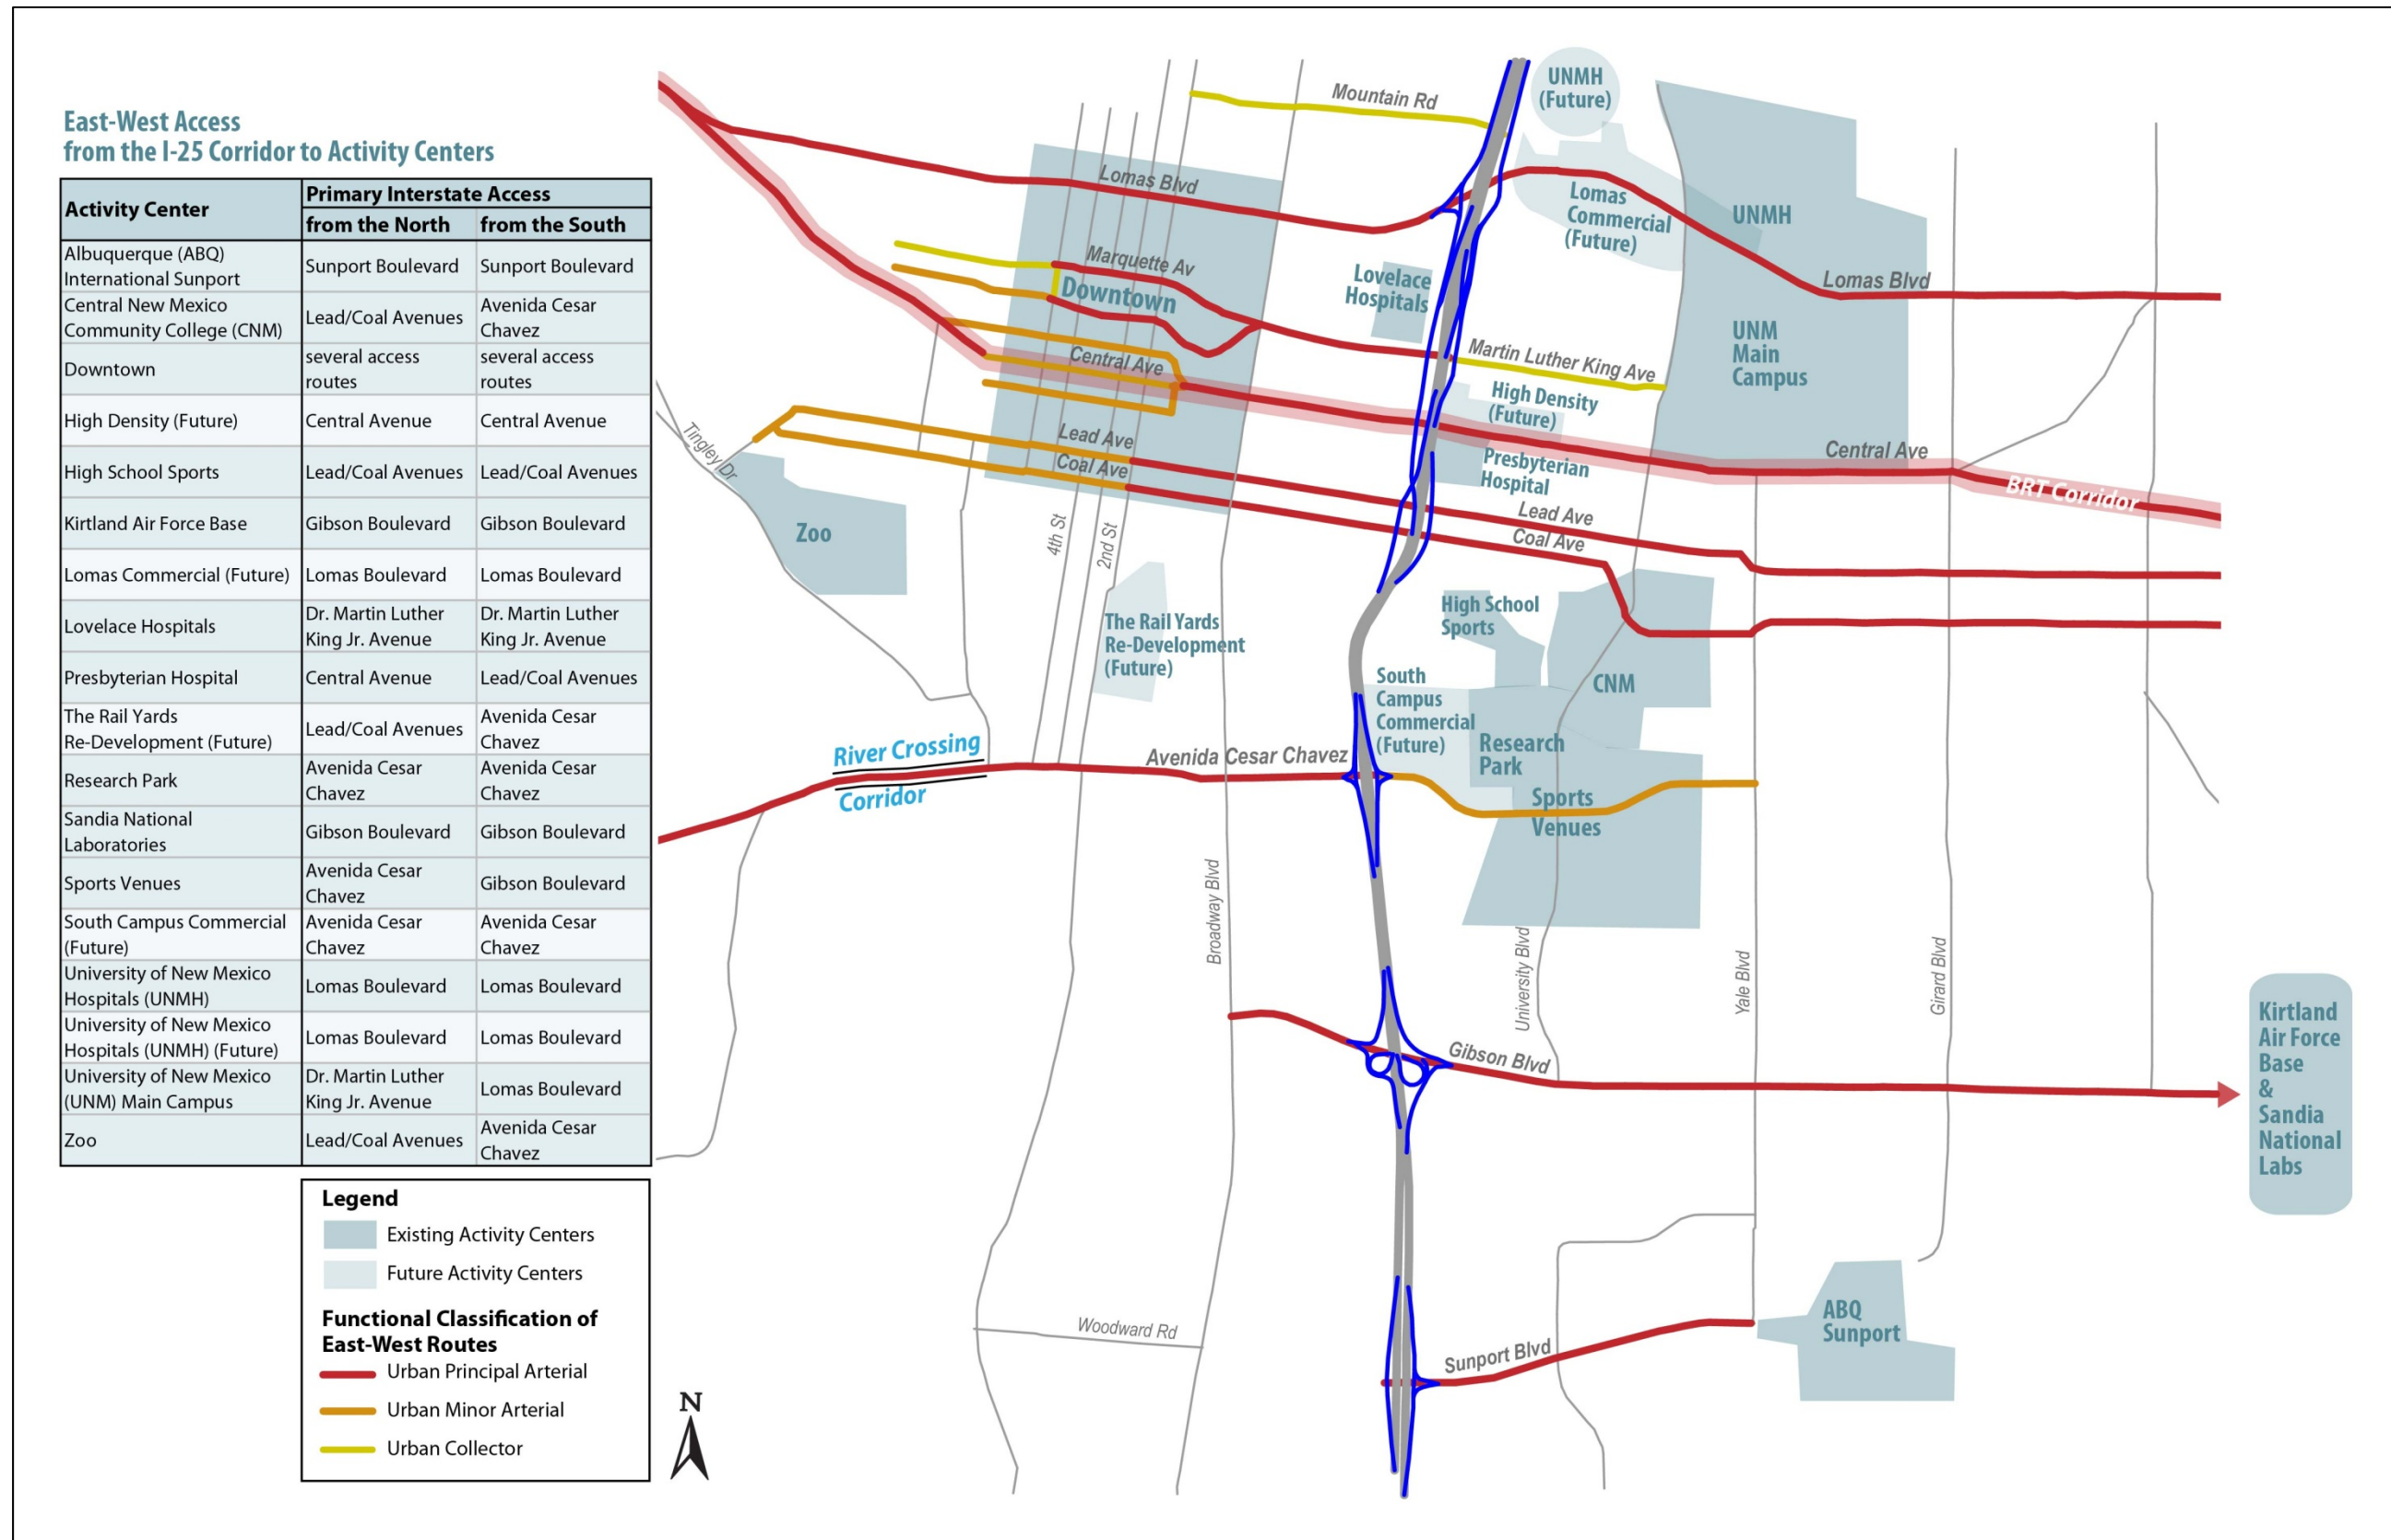 East-West Access
from the I-25 Corridor to Activity Centers
Activity Center
Primary Interstate Access
from the North
from the South
Albuquerque (ABQ)
International Sunport
Sunport Boulevard
Sunport Boulevard
Central New Mexico
Community College (CNM)
Lead/Coal Avenues
Avenida Cesar
Chavez
Downtown
several access
routes
several access
routes
High Density (Future)
Central Avenue
Central Avenue
High School Sports
Lead/Coal Avenues
Lead/Coal Avenues
Kirtland Air Force Base
Gibson Boulevard
Gibson Boulevard
Lomas Commercial (Future)
Lomas Boulevard
Lomas Boulevard
Lovelace Hospitals
Dr. Martin Luther
King Jr. Avenue
Dr. Martin Luther
King Jr. Avenue
Presbyterian Hospital
Central Avenue
Lead/Coal Avenues
The Rail Yards
Re-Development (Future)
Lead/Coal Avenues
Avenida Cesar
Chavez
Research Park
Avenida Cesar
Chavez
Avenida Cesar
Chavez
Sandia National
Laboratories
Gibson Boulevard
Gibson Boulevard
Sports Venues
Avenida Cesar
Chavez
Gibson Boulevard
South Campus Commercial
(Future)
Avenida Cesar
Chavez
Avenida Cesar
Chavez
University of New Mexico
Hospitals (UNMH)
Lomas Boulevard
Lomas Boulevard
University of New Mexico
Hospitals (UNMH) (Future)
Lomas Boulevard
Lomas Boulevard
University of New Mexico
(UNM) Main Campus
Dr. Martin Luther
King Jr. Avenue
Lomas Boulevard
Zoo
Lead/Coal Avenues
Avenida Cesar
Chavez
Legend
Existing Activity Centers
Future Activity Centers
Functional Classification of
East-West Routes
Urban Principal Arterial
Urban Minor Arterial
Urban Collector
N
UNMH
(Future)
Mountain Rd
Lomas Blvd
Lomas
Commercial
(Future)
UNMH
Lomas Blvd
Marquette Av
Downtown
Lovelace
Hospitals
UNM
Main
Campus
Martin Luther King Ave
Central Ave
High Density
(Future)
Central Ave
Presbyterian
Hospital
BRT Corridor
Tingley Dr
Lead Ave
Coal Ave
Lead Ave
Coal Ave
Zoo
4th St
2nd St
The Rail Yards
Re-Development
(Future)
High School
Sports
CNM
South
Campus
Commercial
(Future)
Research
Park
River Crossing
Corridor
Avenida Cesar Chavez
Sports
Venues
Broadway Blvd
University Blvd
Yale Blvd
Girard Blvd
Gibson Blvd
Kirtland
Air Force
Base
&
Sandia
National
Labs
Woodward Rd
Sunport Blvd
ABQ
Sunport